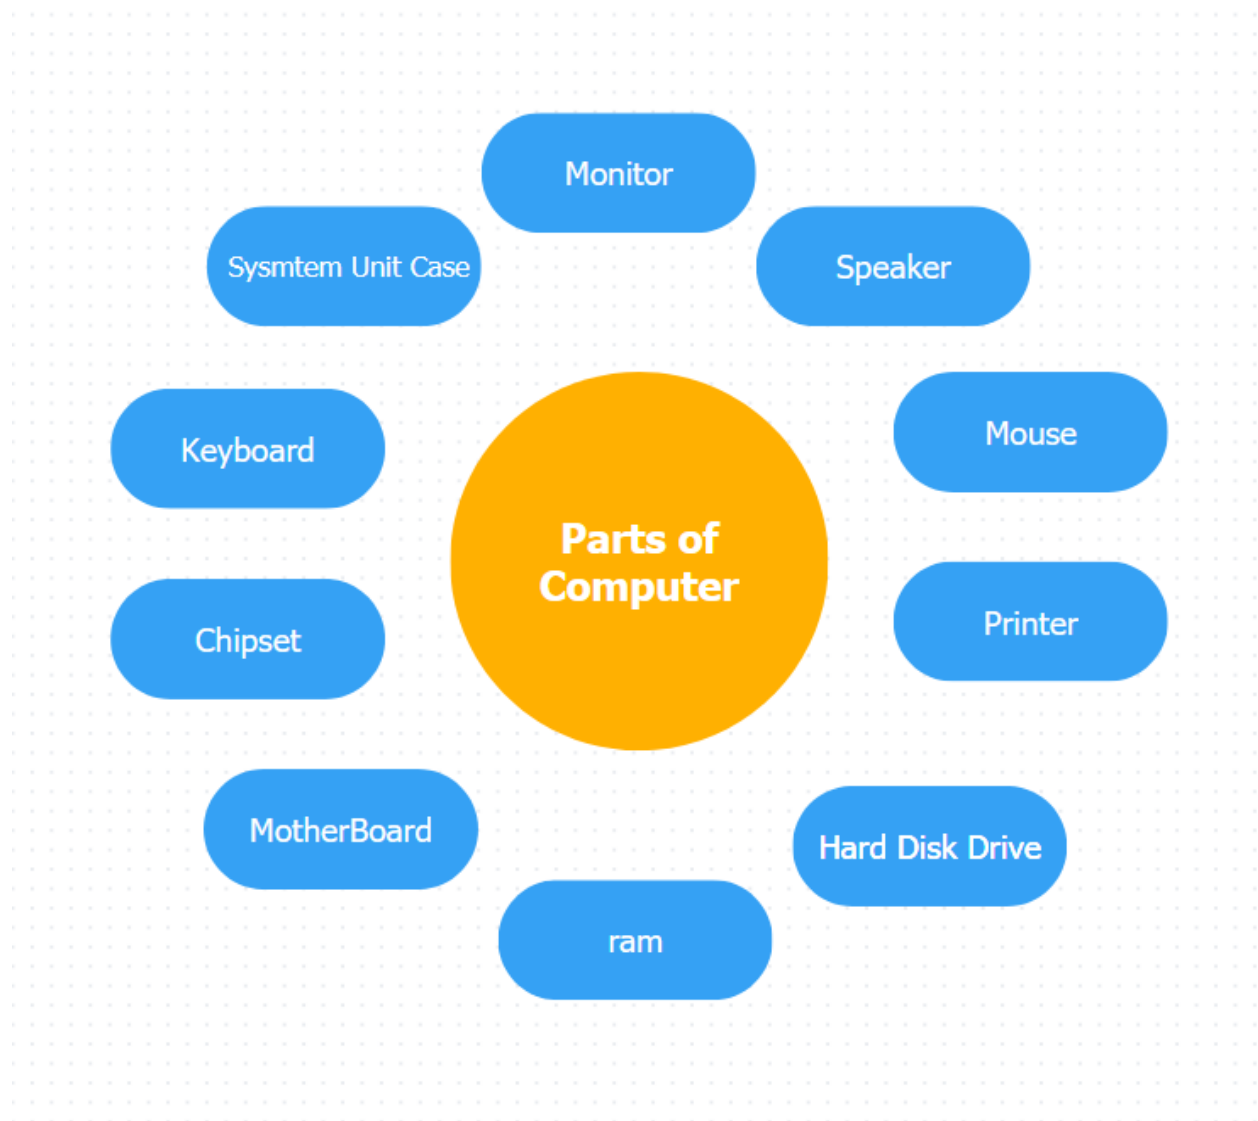 Monitor
Sysmtem Unit Case
Speaker
Keyboard
Mouse
Parts of
Computer
Chipset
Printer
MotherBoard
Hard Disk Drive
ram